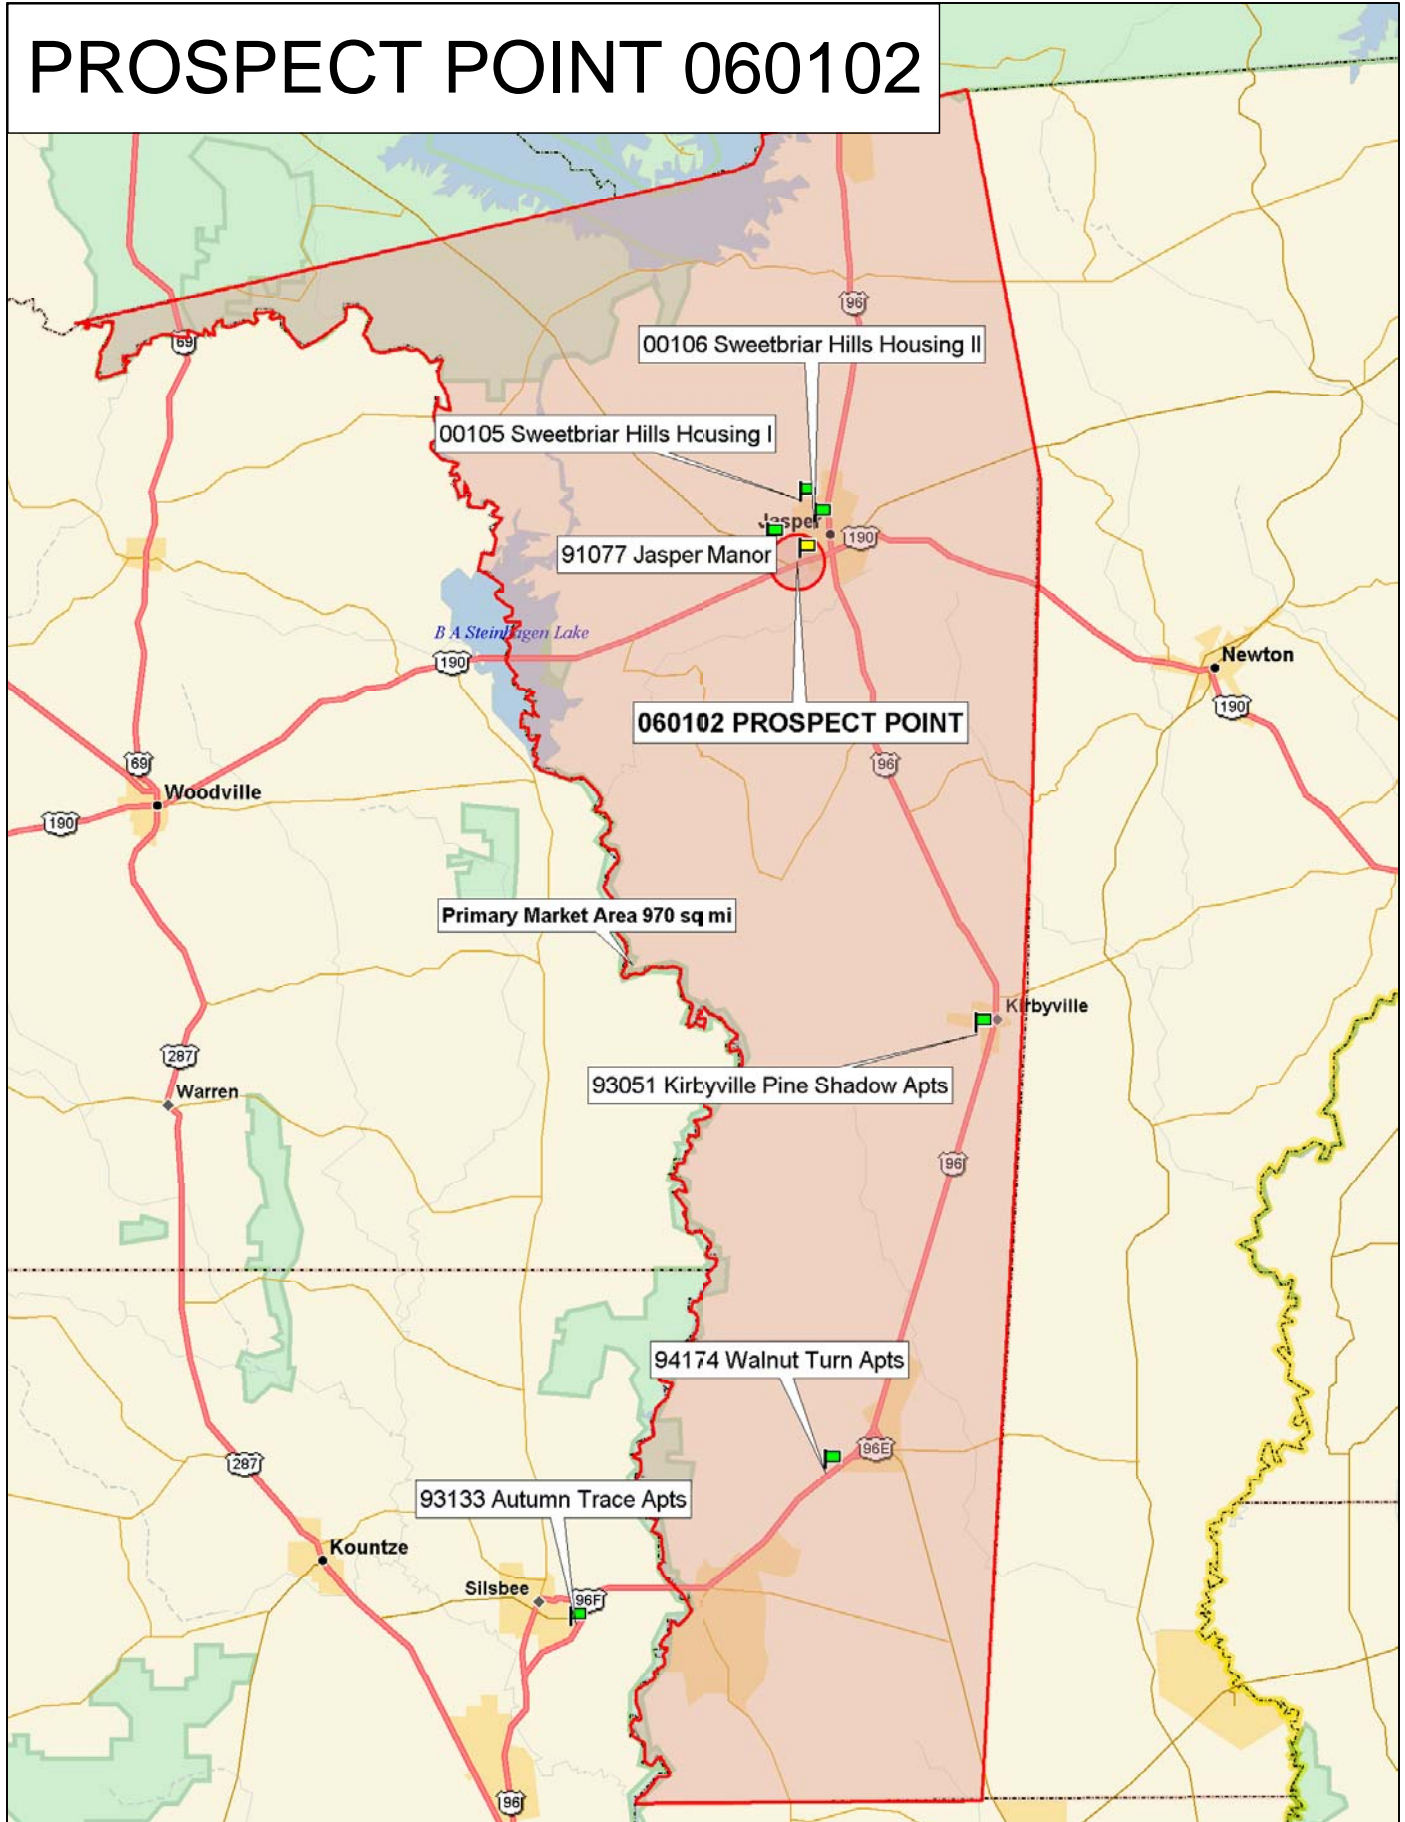 PROSPECT POINT 060102
96
00106 Sweetbriar Hills Housing II
69
00105 Sweetbriar Hills Housing I
Jasper
190
91077 Jasper Manor
B A Steinhagen Lake
190
Newton
190
060102 PROSPECT POINT
96
69
Woodville
190
Primary Market Area 970 sq mi
Kirbyville
287
93051 Kirbyville Pine Shadow Apts
Warren
96
94174 Walnut Turn Apts
96E
287
93133 Autumn Trace Apts
Kountze
Silsbee
96F
96